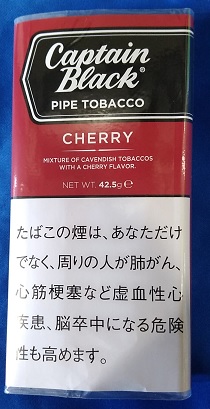 Captain
Black®
PIPE TOBACCO
CHERRY
MIXTURE OF CAVENDISH TOBACCOS
WITH A CHERRY FLAVOR.
NET WT. 42.5g℮
たばこの煙は、あなただけ
でなく、周りの人が肺がん、
心筋梗塞など虚血性心
疾患、脳卒中になる危険
性も高めます。